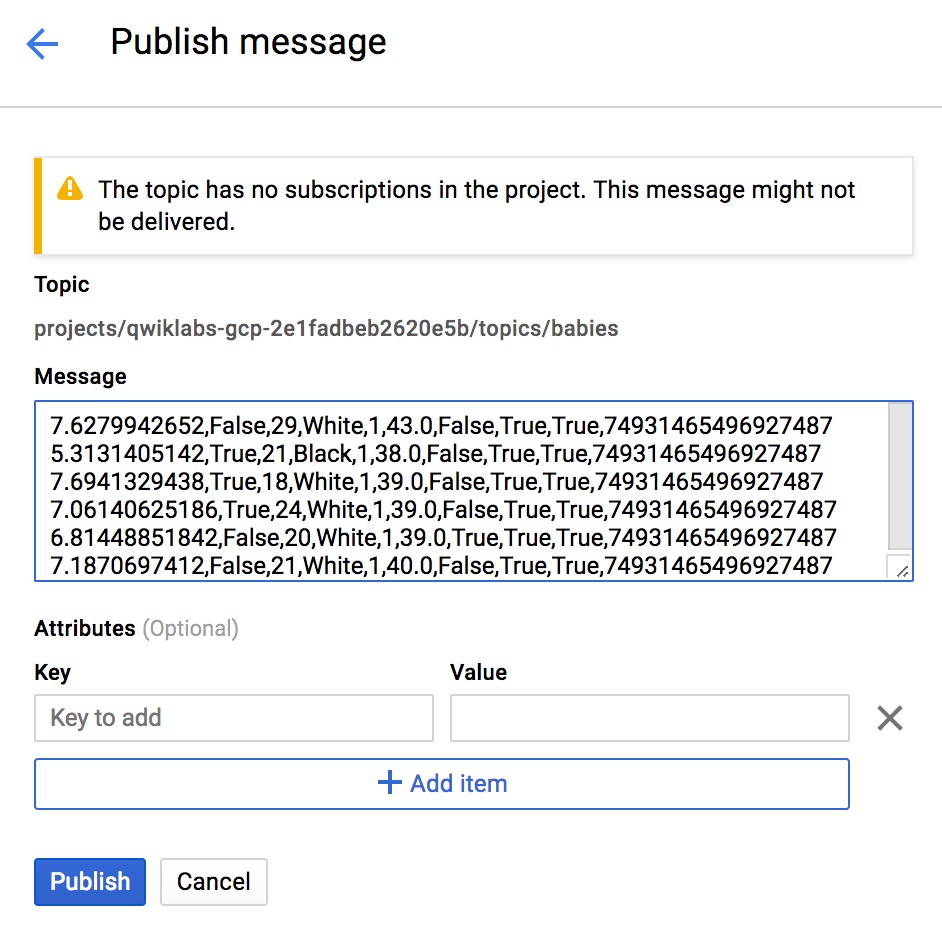 Publish message
The topic has no subscriptions in the project. This message might not
be delivered.
Topic
projects/qwiklabs-gcp-2e1fadbeb2620e5b/topics/babies
Message
7.6279942652,False,29,White,1,43.0,False,True,True,74931465496927487
5.3131405142,True,21,Black,1,38.0,False,True,True,74931465496927487
7.6941329438,True,18,White,1,39.0,False,True,True,74931465496927487
7.06140625186,True,24,White,1,39.0,False,True,True,74931465496927487
6.81448851842,False,20,White,1,39.0,True,True,True,74931465496927487
7.1870697412,False,21,White,1,40.0,False,True,True,74931465496927487
Attributes (Optional)
Key Value
Key to add
Add item
Publish Cancel